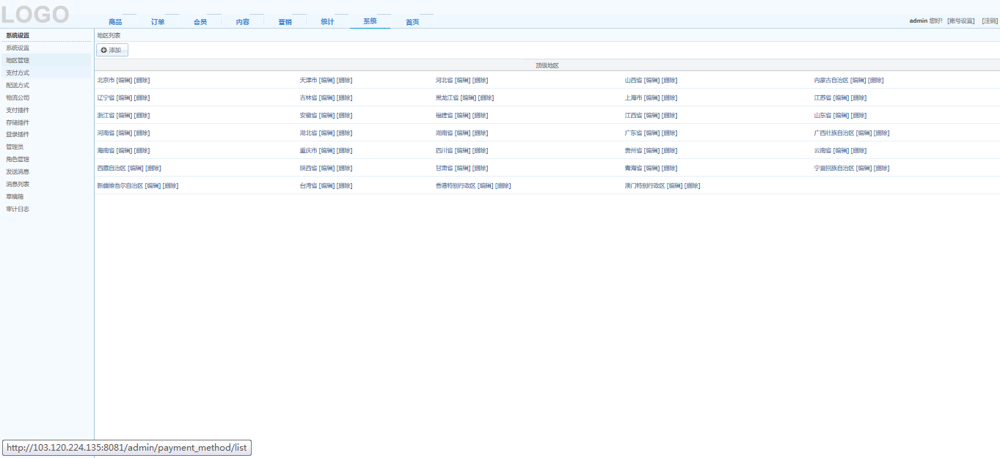 LOGO
商品 订单 会员 内容 营销 统计 系统 首页
admin 您好! [账号设置] [注销]
系统设置
系统设置
地区管理
支付方式
配送方式
物流公司
支付插件
存储插件
登录插件
管理员
角色管理
发送消息
消息列表
草稿箱
审计日志
地区列表
添加
顶级地区
北京市 [编辑] [删除] 天津市 [编辑] [删除] 河北省 [编辑] [删除] 山西省 [编辑] [删除] 内蒙古自治区 [编辑] [删除]
辽宁省 [编辑] [删除] 吉林省 [编辑] [删除] 黑龙江省 [编辑] [删除] 上海市 [编辑] [删除] 江苏省 [编辑] [删除]
浙江省 [编辑] [删除] 安徽省 [编辑] [删除] 福建省 [编辑] [删除] 江西省 [编辑] [删除] 山东省 [编辑] [删除]
河南省 [编辑] [删除] 湖北省 [编辑] [删除] 湖南省 [编辑] [删除] 广东省 [编辑] [删除] 广西壮族自治区 [编辑] [删除]
海南省 [编辑] [删除] 重庆市 [编辑] [删除] 四川省 [编辑] [删除] 贵州省 [编辑] [删除] 云南省 [编辑] [删除]
西藏自治区 [编辑] [删除] 陕西省 [编辑] [删除] 甘肃省 [编辑] [删除] 青海省 [编辑] [删除] 宁夏回族自治区 [编辑] [删除]
新疆维吾尔自治区 [编辑] [删除] 台湾省 [编辑] [删除] 香港特别行政区 [编辑] [删除] 澳门特别行政区 [编辑] [删除]
http://103.120.224.135:8081/admin/payment_method/list